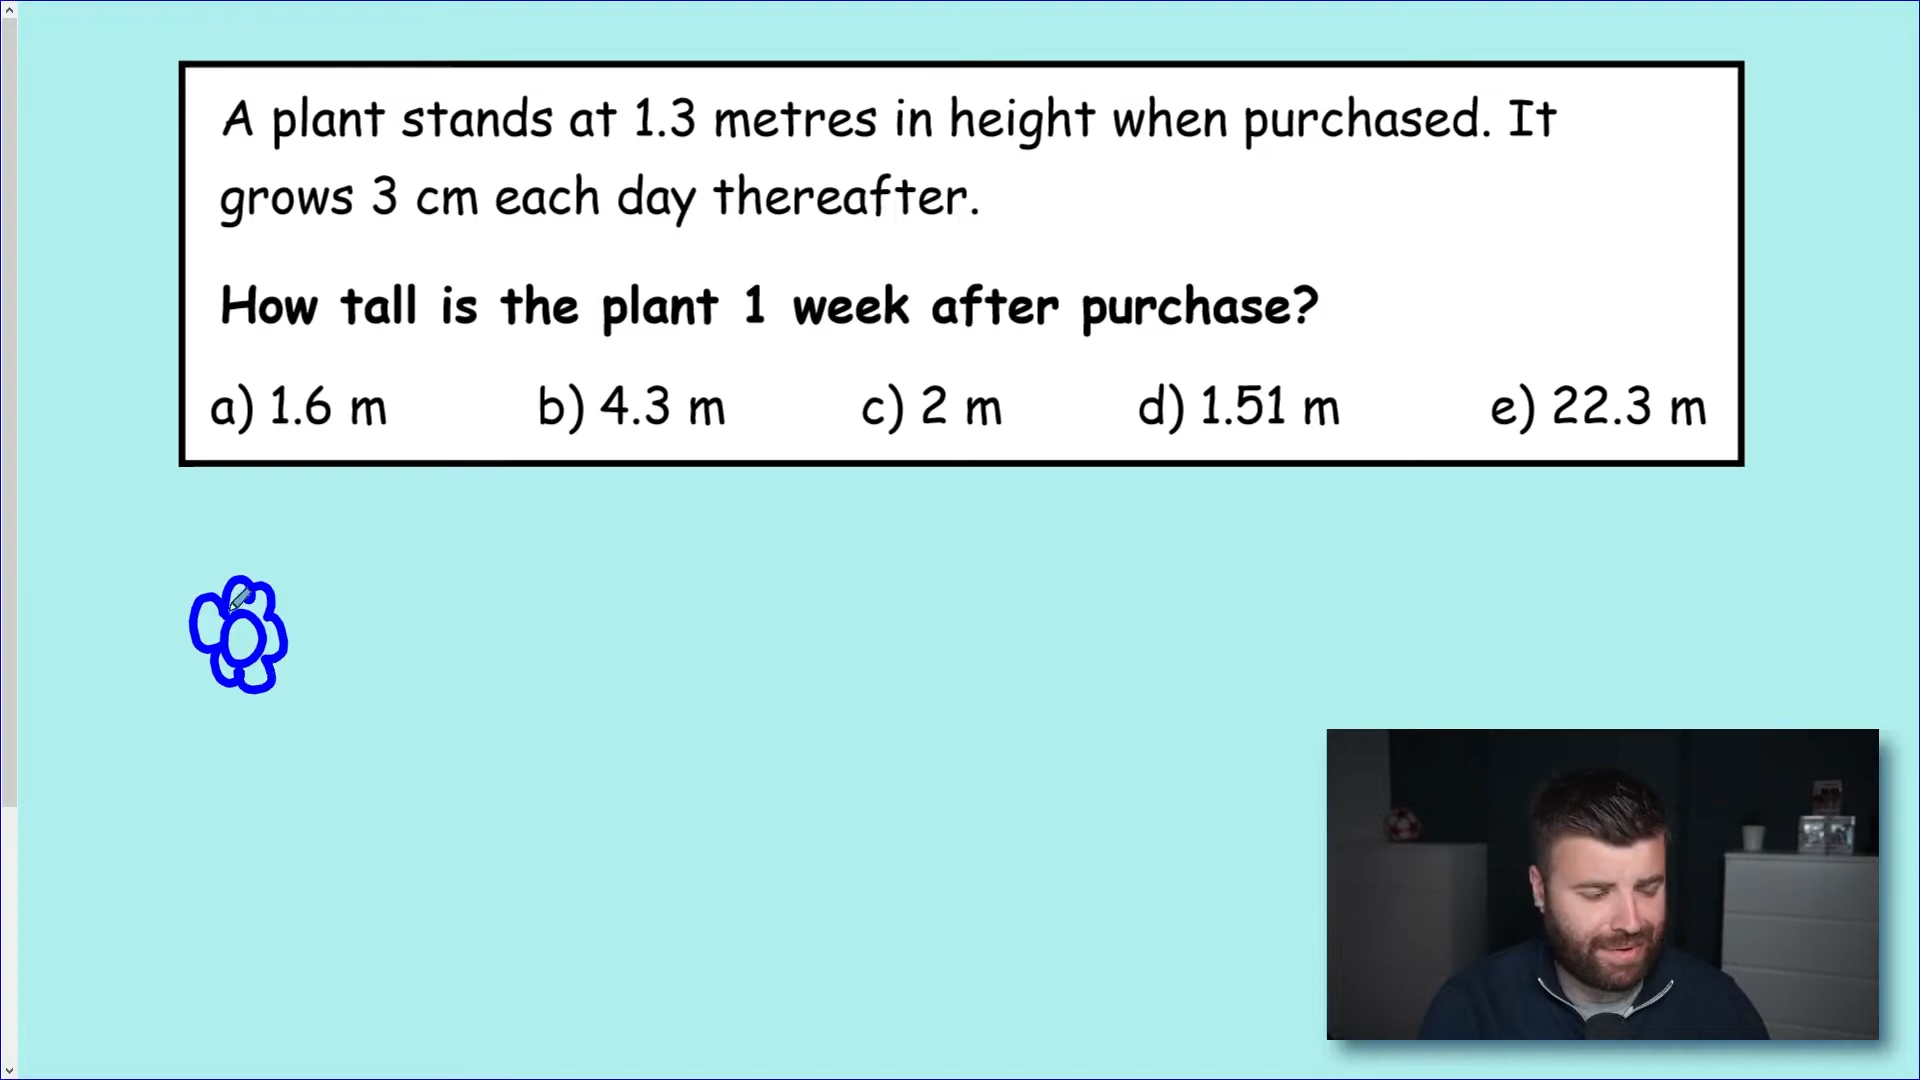 A plant stands at 1.3 metres in height when purchased. It
grows 3 cm each day thereafter.
How tall is the plant 1 week after purchase?
a) 1.6 m b) 4.3 m c) 2 m d) 1.51 m e) 22.3 m